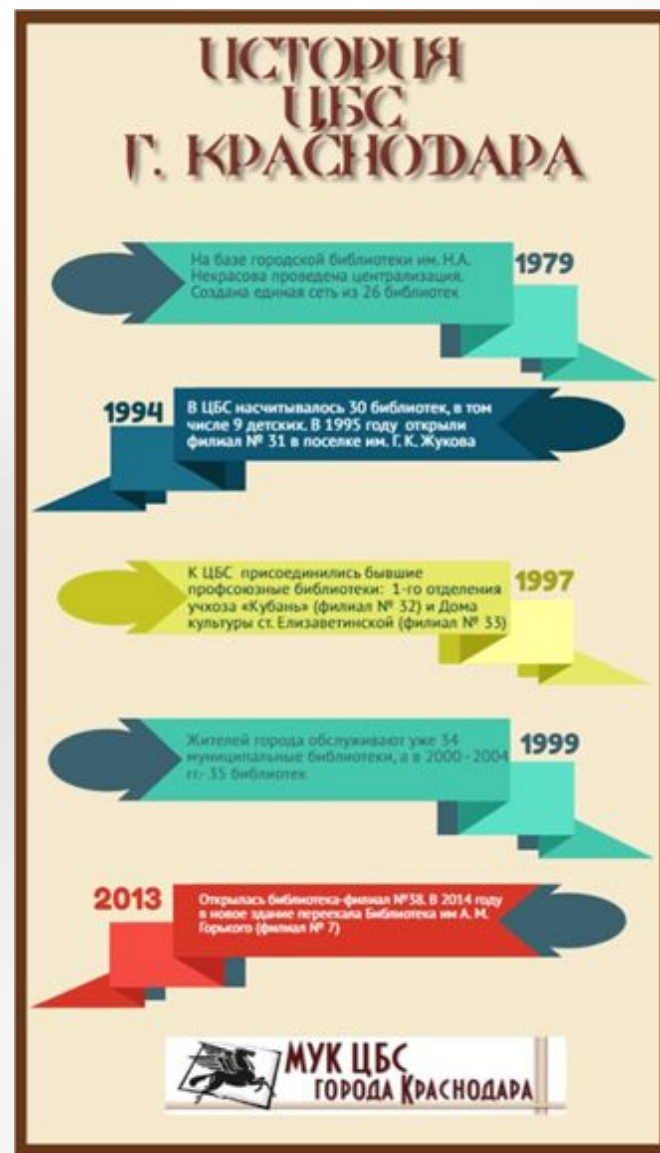 ИСТОРИЯ
ЦБС
Г. КРАСНОДАРА
На базе городской библиотеки им. Н.А.
Некрасова проведена централизация.
Создана единая сеть из 26 библиотек
1979
1994
В ЦБС насчитывалось 30 библиотек, в том
числе 9 детских. В 1995 году открыли
филиал № 31 в поселке им. Г. К. Жукова
К ЦБС присоединились бывшие
профсоюзные библиотеки: 1-го отделения
учхоза «Кубань» (филиал № 32) и Дома
культуры ст. Елизаветинской (филиал № 33)
1997
Жителей города обслуживают уже 34
муниципальные библиотеки, а в 2000–2004
гг.- 35 библиотек
1999
2013
Открылась библиотека-филиал №38. В 2014 году
в новое здание переехала Библиотека им А. М.
Горького (филиал № 7)
МУК ЦБС
ГОРОДА КРАСНОДАРА